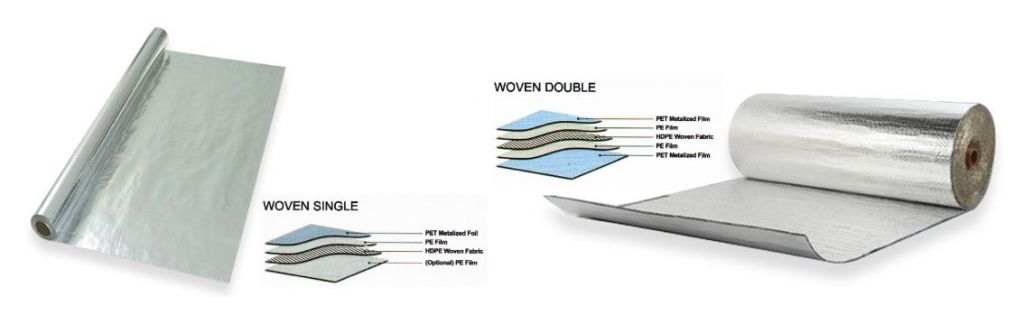 WOVEN DOUBLE
PET Metalized Film
PE Film
HDPE Woven Fabric
PE Film
PET Metalized Film
WOVEN SINGLE
PET Metalized Foil
PE Film
HDPE Woven Fabric
(Optional) PE Film